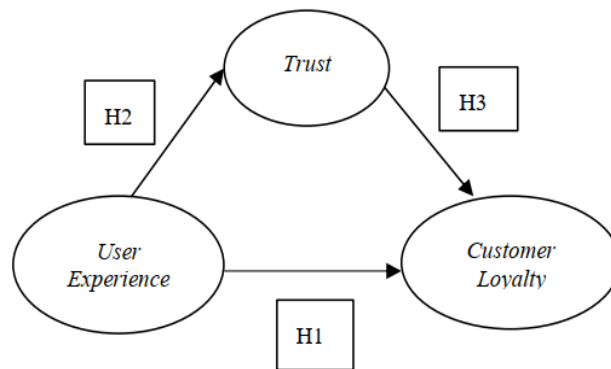 Trust
H2
H3
User
Experience
Customer
Loyalty
H1